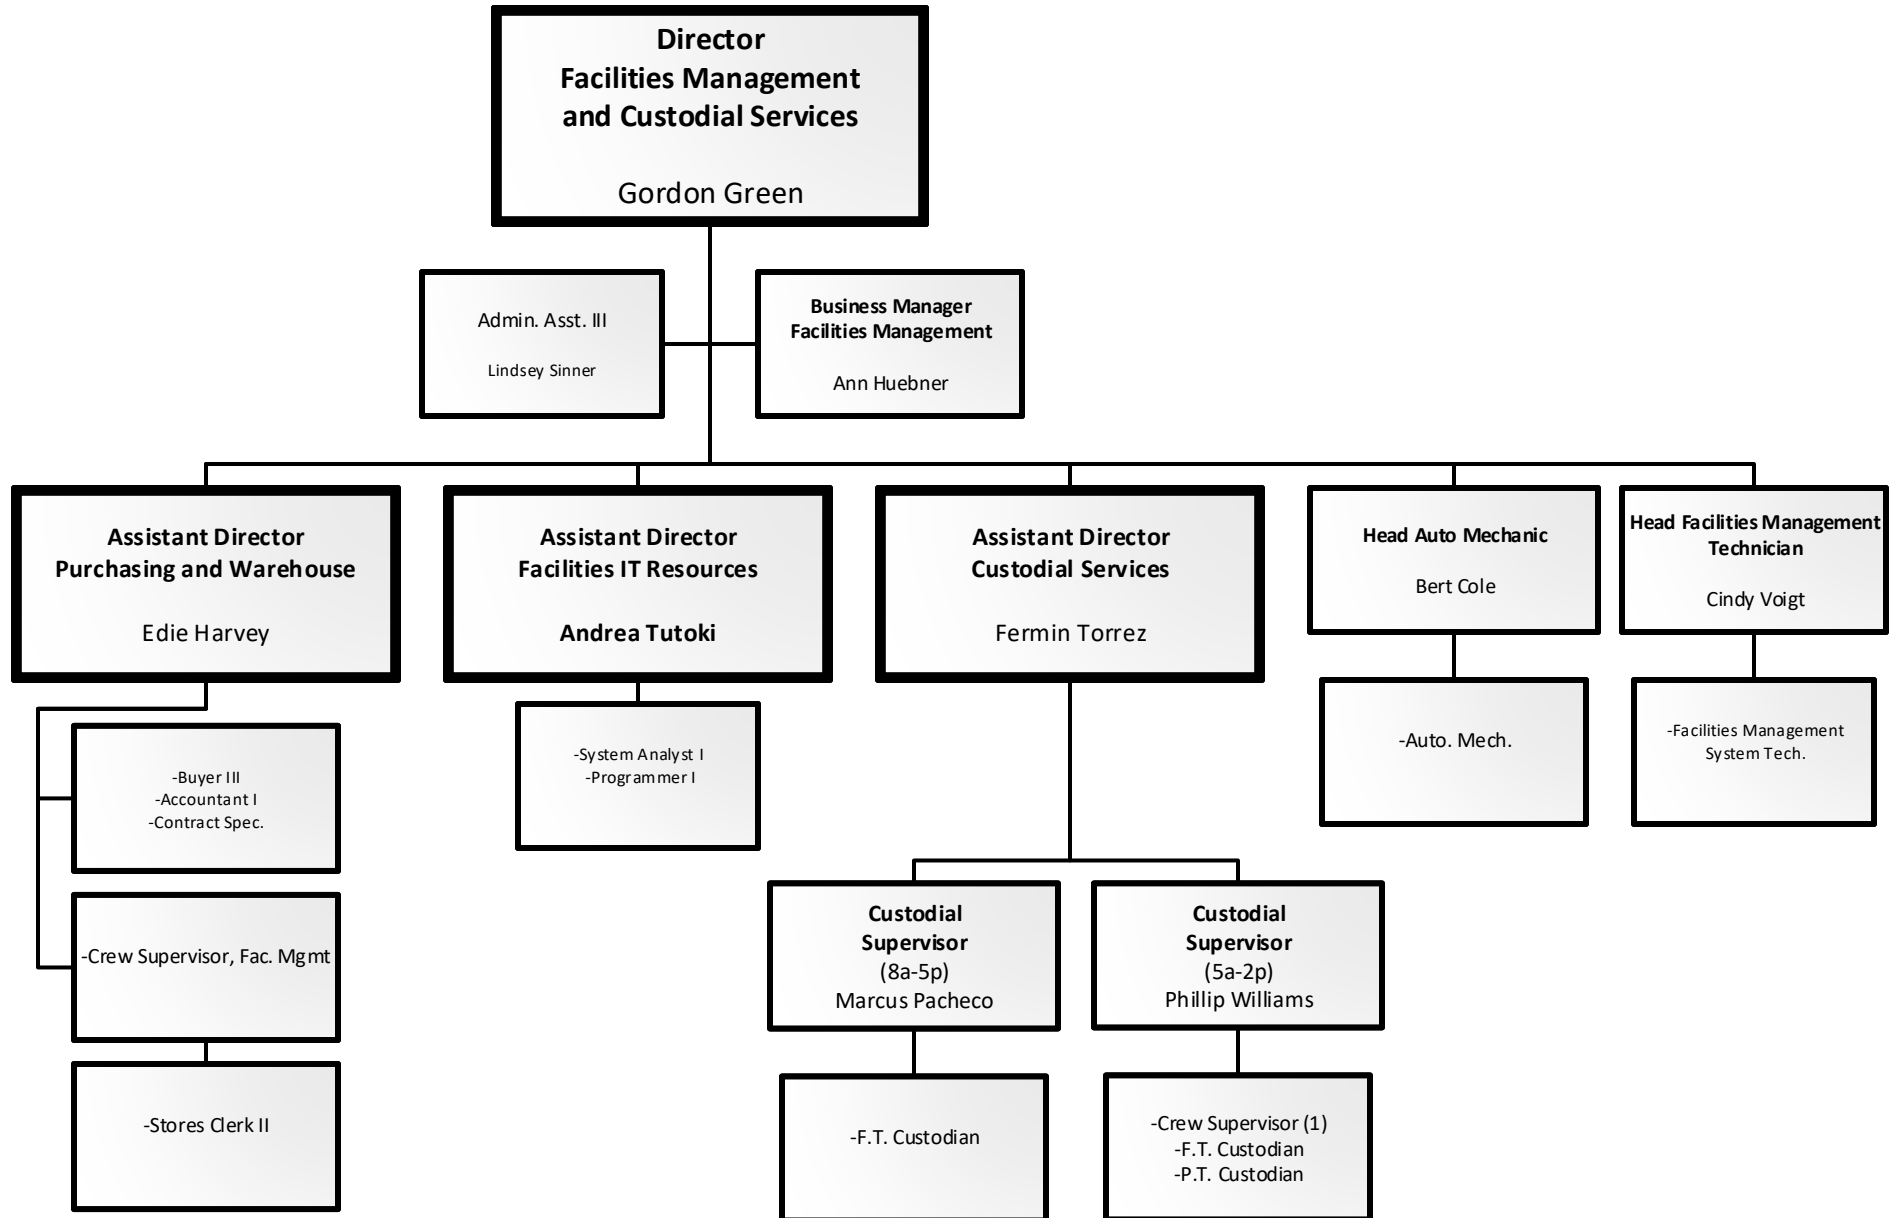 Director
Facilities Management
and Custodial Services
Gordon Green
Admin. Asst. III
Lindsey Sinner
Business Manager
Facilities Management
Ann Huebner
Assistant Director
Purchasing and Warehouse
Edie Harvey
Assistant Director
Facilities IT Resources
Andrea Tutoki
Assistant Director
Custodial Services
Fermin Torrez
Head Auto Mechanic
Bert Cole
Head Facilities Management
Technician
Cindy Voigt
-Buyer III
-Accountant I
-Contract Spec.
-System Analyst I
-Programmer I
-Auto. Mech.
-Facilities Management
System Tech.
-Crew Supervisor, Fac. Mgmt
Custodial
Supervisor
(8a-5p)
Marcus Pacheco
Custodial
Supervisor
(5a-2p)
Phillip Williams
-Stores Clerk II
-F.T. Custodian
-Crew Supervisor (1)
-F.T. Custodian
-P.T. Custodian